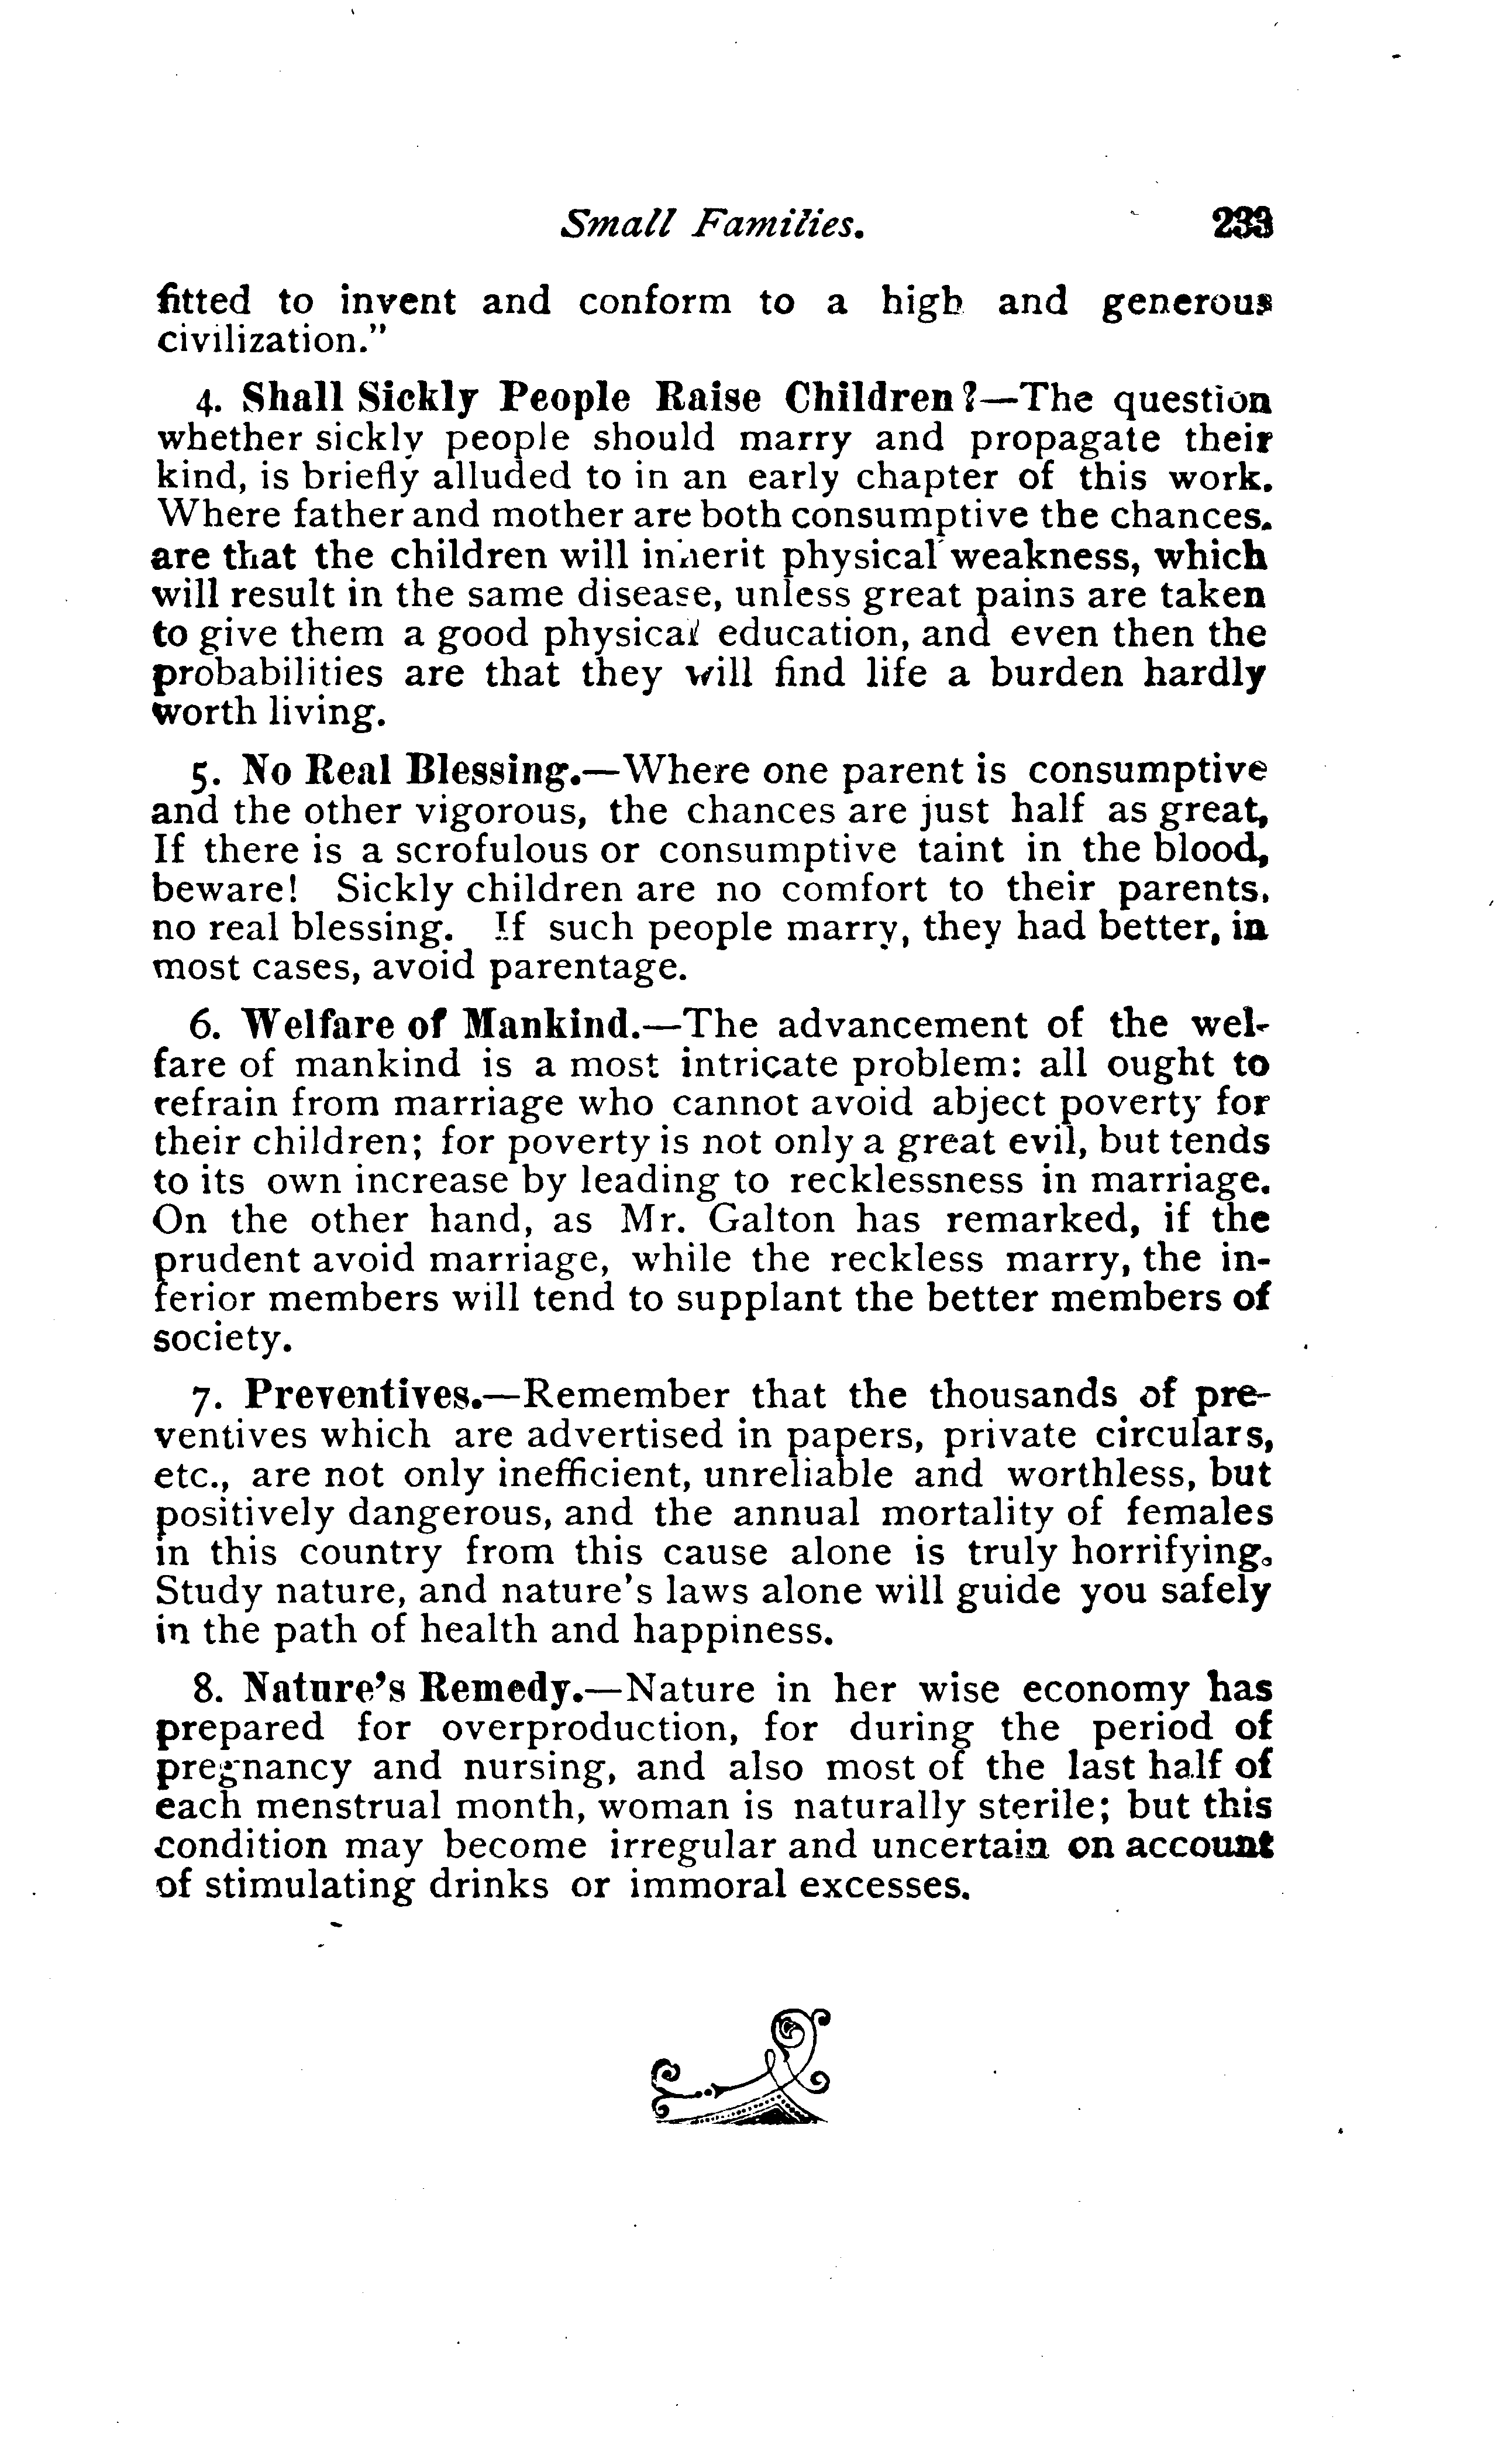 Small Families. 233
fitted to invent and conform to a high and generous
civilization."
4. Shall Sickly People Raise Children?—The question
whether sickly people should marry and propagate their
kind, is briefly alluded to in an early chapter of this work.
Where father and mother are both consumptive the chances.
are that the children will inherit physical weakness, which
will result in the same disease, unless great pains are taken
to give them a good physical education, and even then the
probabilities are that they will find life a burden hardly
worth living.
5. No Real Blessing.—Where one parent is consumptive
and the other vigorous, the chances are just half as great,
If there is a scrofulous or consumptive taint in the blood,
beware! Sickly children are no comfort to their parents,
no real blessing. If such people marry, they had better, in
most cases, avoid parentage.
6. Welfare of Mankind.—The advancement of the wel-
fare of mankind is a most intricate problem: all ought to
refrain from marriage who cannot avoid abject poverty for
their children; for poverty is not only a great evil, but tends
to its own increase by leading to recklessness in marriage.
On the other hand, as Mr. Galton has remarked, if the
prudent avoid marriage, while the reckless marry, the in-
ferior members will tend to supplant the better members of
society.
7. Preventives.—Remember that the thousands of pre-
ventives which are advertised in papers, private circulars,
etc., are not only inefficient, unreliable and worthless, but
positively dangerous, and the annual mortality of females
in this country from this cause alone is truly horrifying.
Study nature, and nature's laws alone will guide you safely
in the path of health and happiness.
8. Nature's Remedy.—Nature in her wise economy has
prepared for overproduction, for during the period of
pregnancy and nursing, and also most of the last half of
each menstrual month, woman is naturally sterile; but this
condition may become irregular and uncertain on account
of stimulating drinks or immoral excesses.